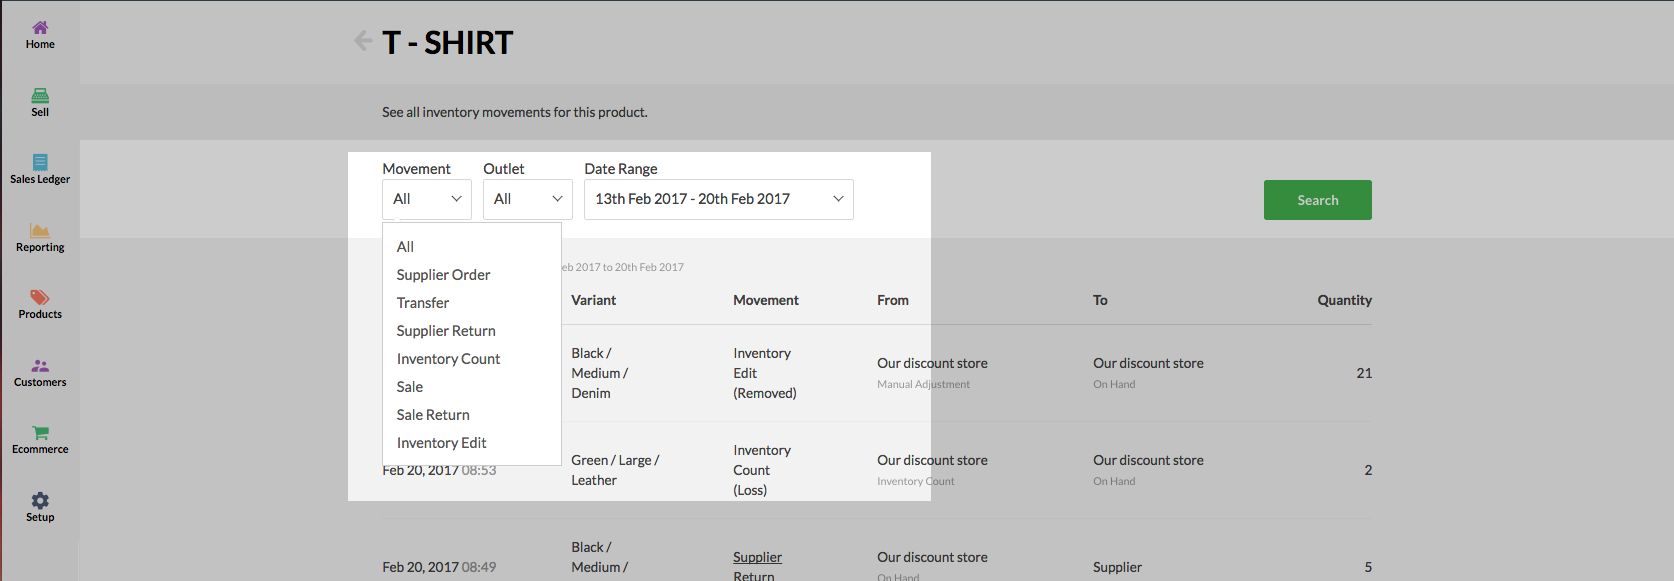 Home
Sell
Sales Ledger
Reporting
Products
Customers
Ecommerce
Setup
T - SHIRT
See all inventory movements for this product.
Movement Outlet Date Range
All All 13th Feb 2017 - 20th Feb 2017 Search
All
Supplier Order
Transfer
Supplier Return
Inventory Count
Sale
Sale Return
Inventory Edit
eb 2017 to 20th Feb 2017
Variant Movement From To Quantity
Black /
Medium /
Denim
Inventory
Edit
(Removed)
Our discount store
Manual Adjustment
Our discount store
On Hand
21
Feb 20, 2017 08:53
Green / Large /
Leather
Inventory
Count
(Loss)
Our discount store
Inventory Count
Our discount store
On Hand
2
Feb 20, 2017 08:49
Black /
Medium /
Supplier
Return
Our discount store
On Hand
Supplier
5